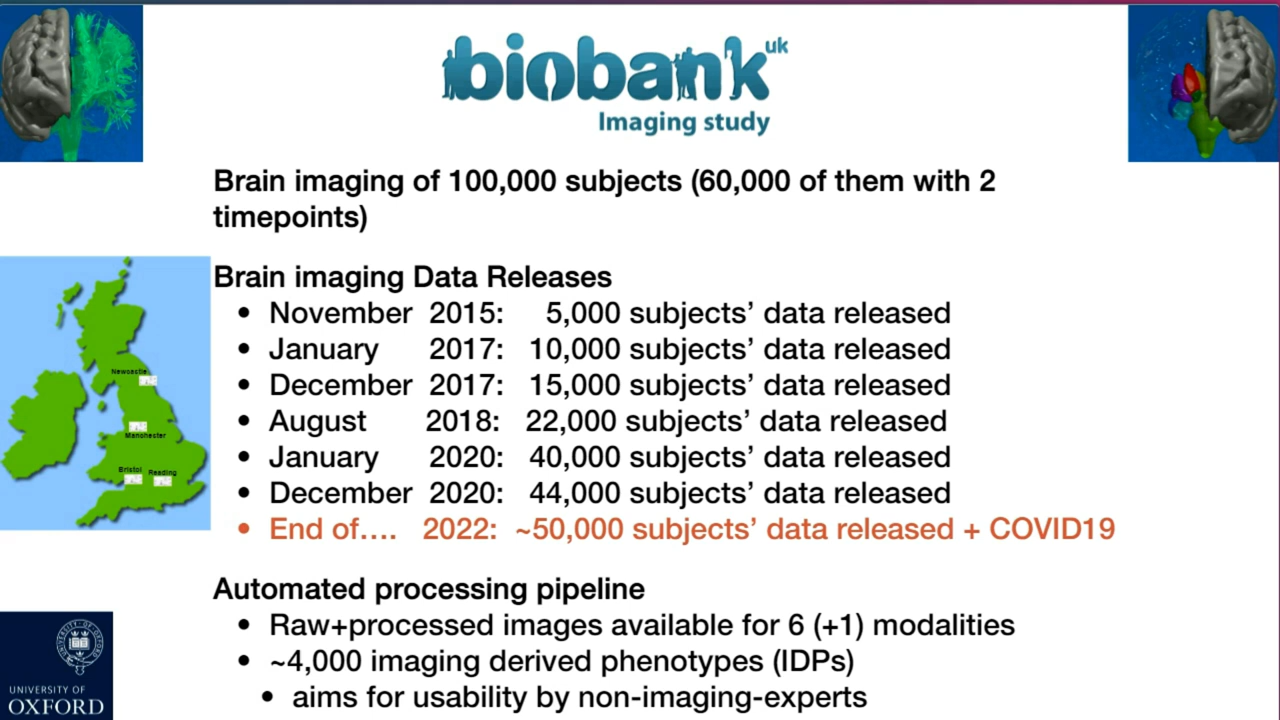 biobank uk
Imaging study
Brain imaging of 100,000 subjects (60,000 of them with 2
timepoints)
Brain imaging Data Releases
• November 2015: 5,000 subjects’ data released
• January 2017: 10,000 subjects’ data released
• December 2017: 15,000 subjects’ data released
• August 2018: 22,000 subjects’ data released
• January 2020: 40,000 subjects’ data released
• December 2020: 44,000 subjects’ data released
• End of.... 2022: ~50,000 subjects’ data released + COVID19
Newcastle
Manchester
Bristol Reading
Automated processing pipeline
• Raw+processed images available for 6 (+1) modalities
• ~4,000 imaging derived phenotypes (IDPs)
• aims for usability by non-imaging-experts
UNIVERSITY OF
OXFORD